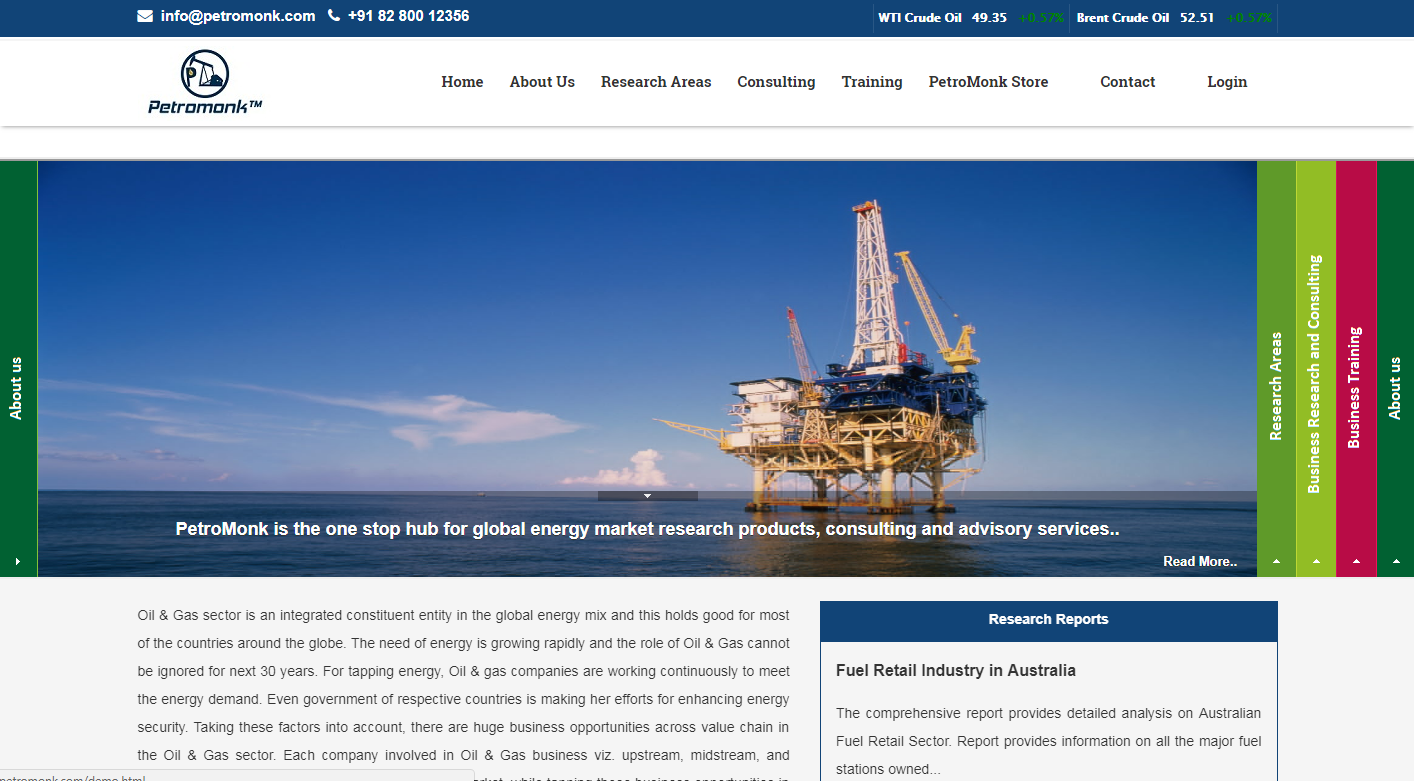 info@petromonk.com +91 82 800 12356
WTI Crude Oil 49.35 +0.57% Brent Crude Oil 52.51 +0.57%
Petromonk™
Home About Us Research Areas Consulting Training PetroMonk Store Contact Login
About us
PetroMonk is the one stop hub for global energy market research products, consulting and advisory services..
Read More..
Research Areas
Business Research and Consulting
Business Training
About us
Oil & Gas sector is an integrated constituent entity in the global energy mix and this holds good for most
of the countries around the globe. The need of energy is growing rapidly and the role of Oil & Gas cannot
be ignored for next 30 years. For tapping energy, Oil & gas companies are working continuously to meet
the energy demand. Even government of respective countries is making her efforts for enhancing energy
security. Taking these factors into account, there are huge business opportunities across value chain in
the Oil & Gas sector. Each company involved in Oil & Gas business viz. upstream, midstream, and
market, while tapping these business opportunities in
petromonk.com/demo.html
Research Reports
Fuel Retail Industry in Australia
The comprehensive report provides detailed analysis on Australian
Fuel Retail Sector. Report provides information on all the major fuel
stations owned...